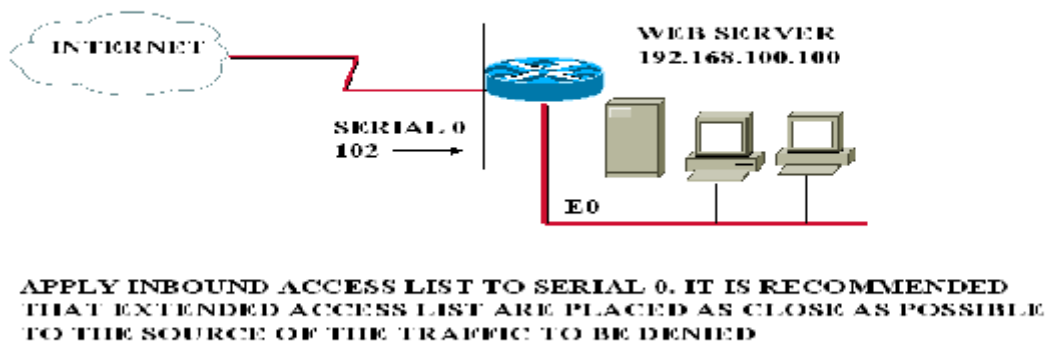 INTERNET
WEB SERVER
192.168.100.100
SERIAL 0
102
E0
APPLY INBOUND ACCESS LIST TO SERIAL 0. IT IS RECOMMENDED
THAT EXTENDED ACCESS LIST ARE PLACED AS CLOSE AS POSSIBLE
TO THE SOURCE OF THE TRAFFIC TO BE DENIED